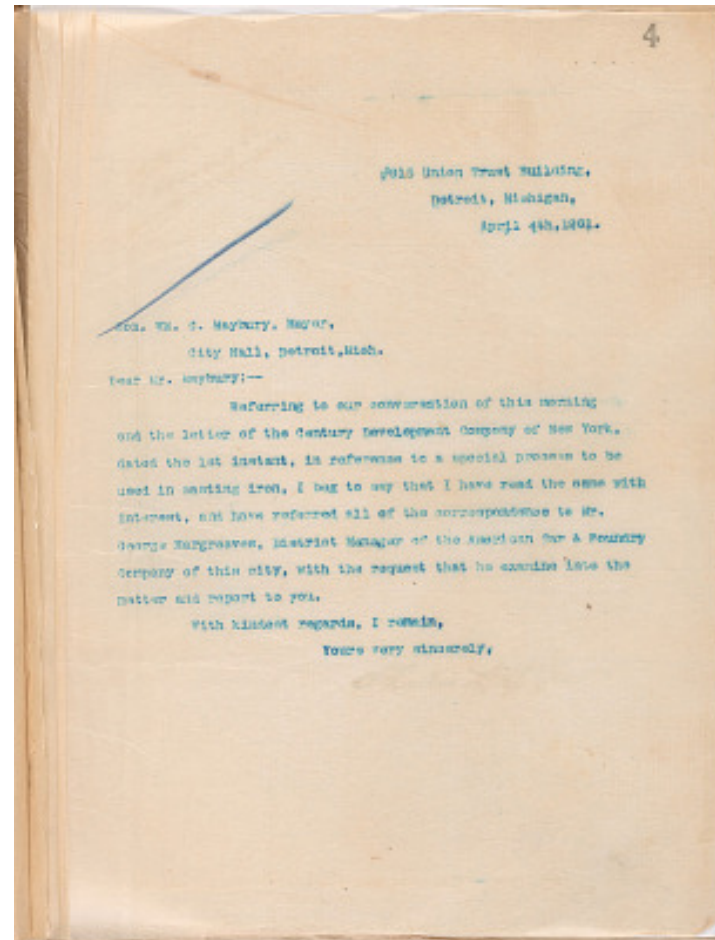 4
Union Trust Building,
Detroit, Michigan,
April 4th, 1901.
Hon. Wm. C. Maybury, Mayor,
City Hall, Detroit,Mich.
Dear Mr. Maybury:--
Referring to our conversation of this morning
and the letter of the Century Development Company of New York,
dated the 1st instant, in reference to a special process to be
used in casting iron, I beg to say that I have read the same with
interest, and have referred all of the correspondence to Mr.
George Hargreaves, District Manager of the American Car & Foundry
Company of this city, with the request that he examine into the
matter and report to you.
With kindest regards, I remain,
Yours very sincerely,